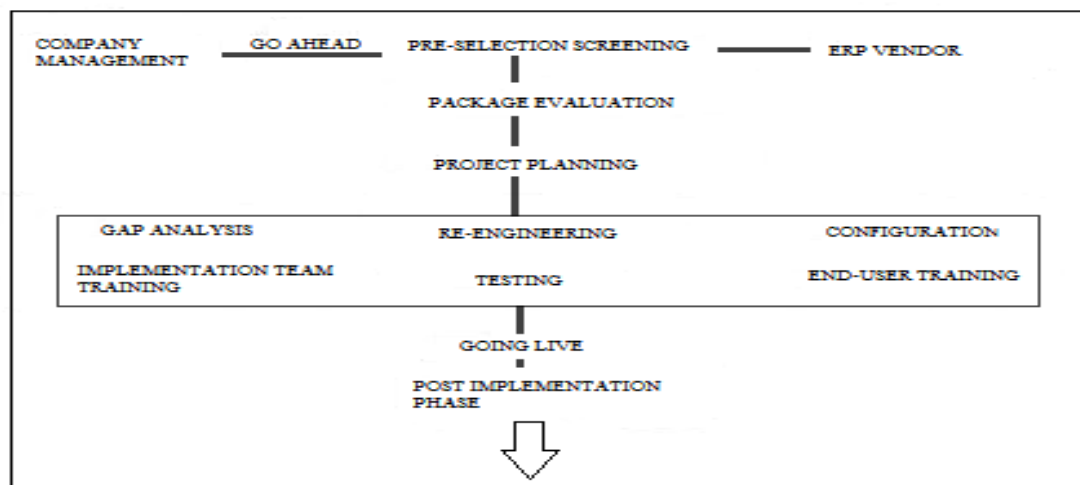 COMPANY
MANAGEMENT
GO AHEAD
PRE-SELECTION SCREENING
ERP VENDOR
PACKAGE EVALUATION
PROJECT PLANNING
GAP ANALYSIS
RE-ENGINEERING
CONFIGURATION
IMPLEMENTATION TEAM
TRAINING
TESTING
END-USER TRAINING
GOING LIVE
POST IMPLEMENTATION
PHASE